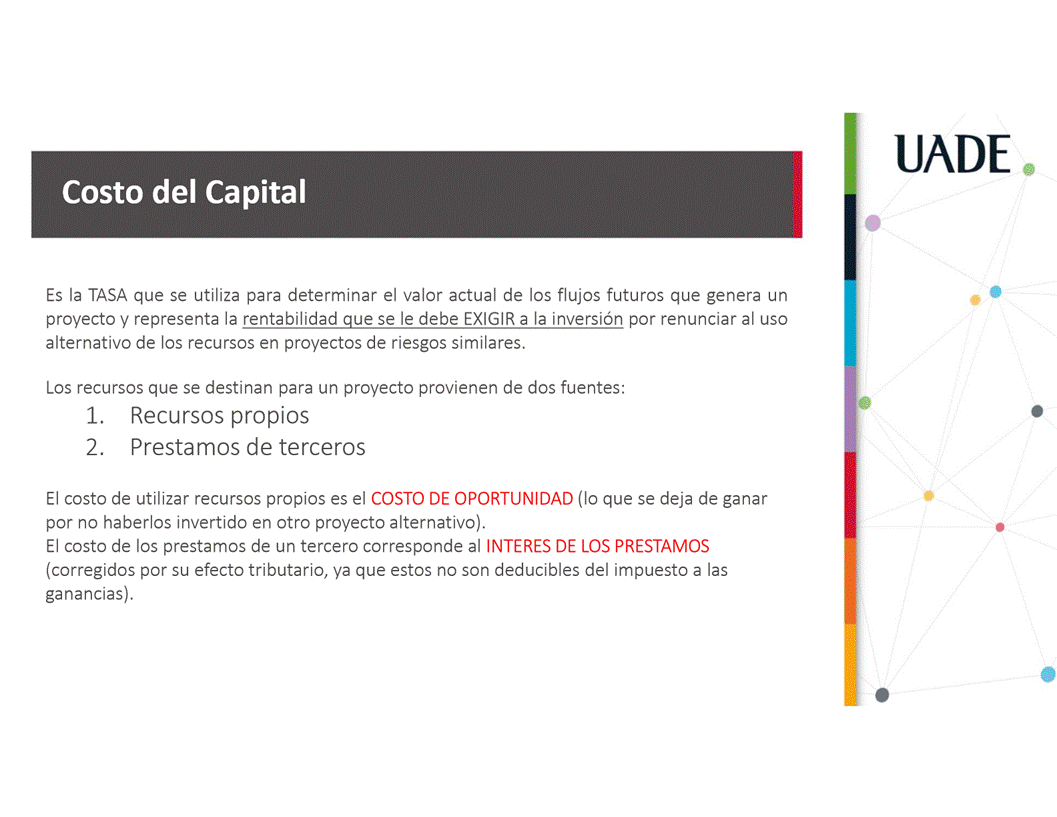 UADE
Costo del Capital
Es la TASA que se utiliza para determinar el valor actual de los flujos futuros que genera un
proyecto y representa la rentabilidad que se le debe EXIGIR a la inversión por renunciar al uso
alternativo de los recursos en proyectos de riesgos similares.
Los recursos que se destinan para un proyecto provienen de dos fuentes:
1. Recursos propios
2. Prestamos de terceros
El costo de utilizar recursos propios es el COSTO DE OPORTUNIDAD (lo que se deja de ganar
por no haberlos invertido en otro proyecto alternativo).
El costo de los prestamos de un tercero corresponde al INTERES DE LOS PRESTAMOS
(corregidos por su efecto tributario, ya que estos no son deducibles del impuesto a las
ganancias).